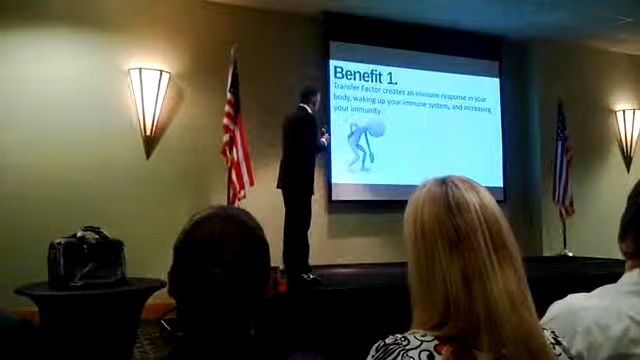 Benefit 1.
Transfer Factor creates an immune response in your
body, waking up your immune system, and increasing
your immunity.